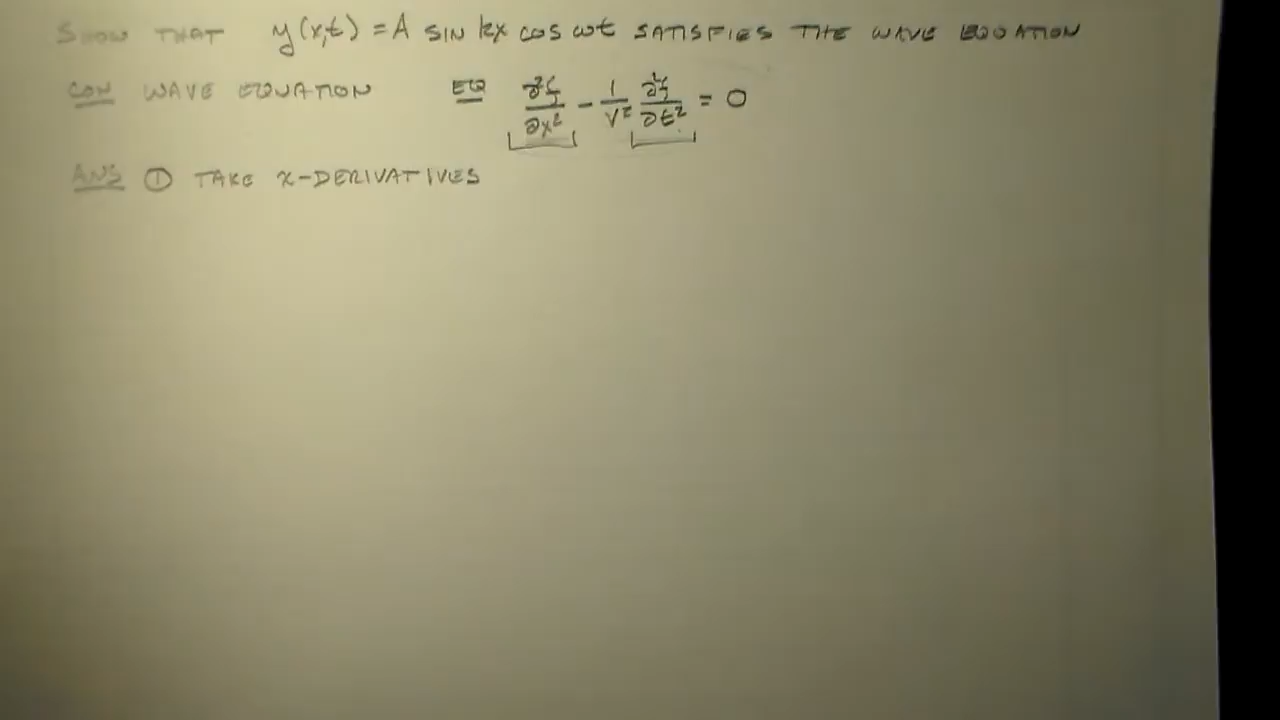 SHOW THAT y(x,t) = A SIN kx COS ωt SATISFIES THE WAVE EQUATION
CON WAVE EQUATION EQ ∂²y/∂x² - 1/V² ∂²y/∂t² = 0
ANS ① TAKE X-DERIVATIVES